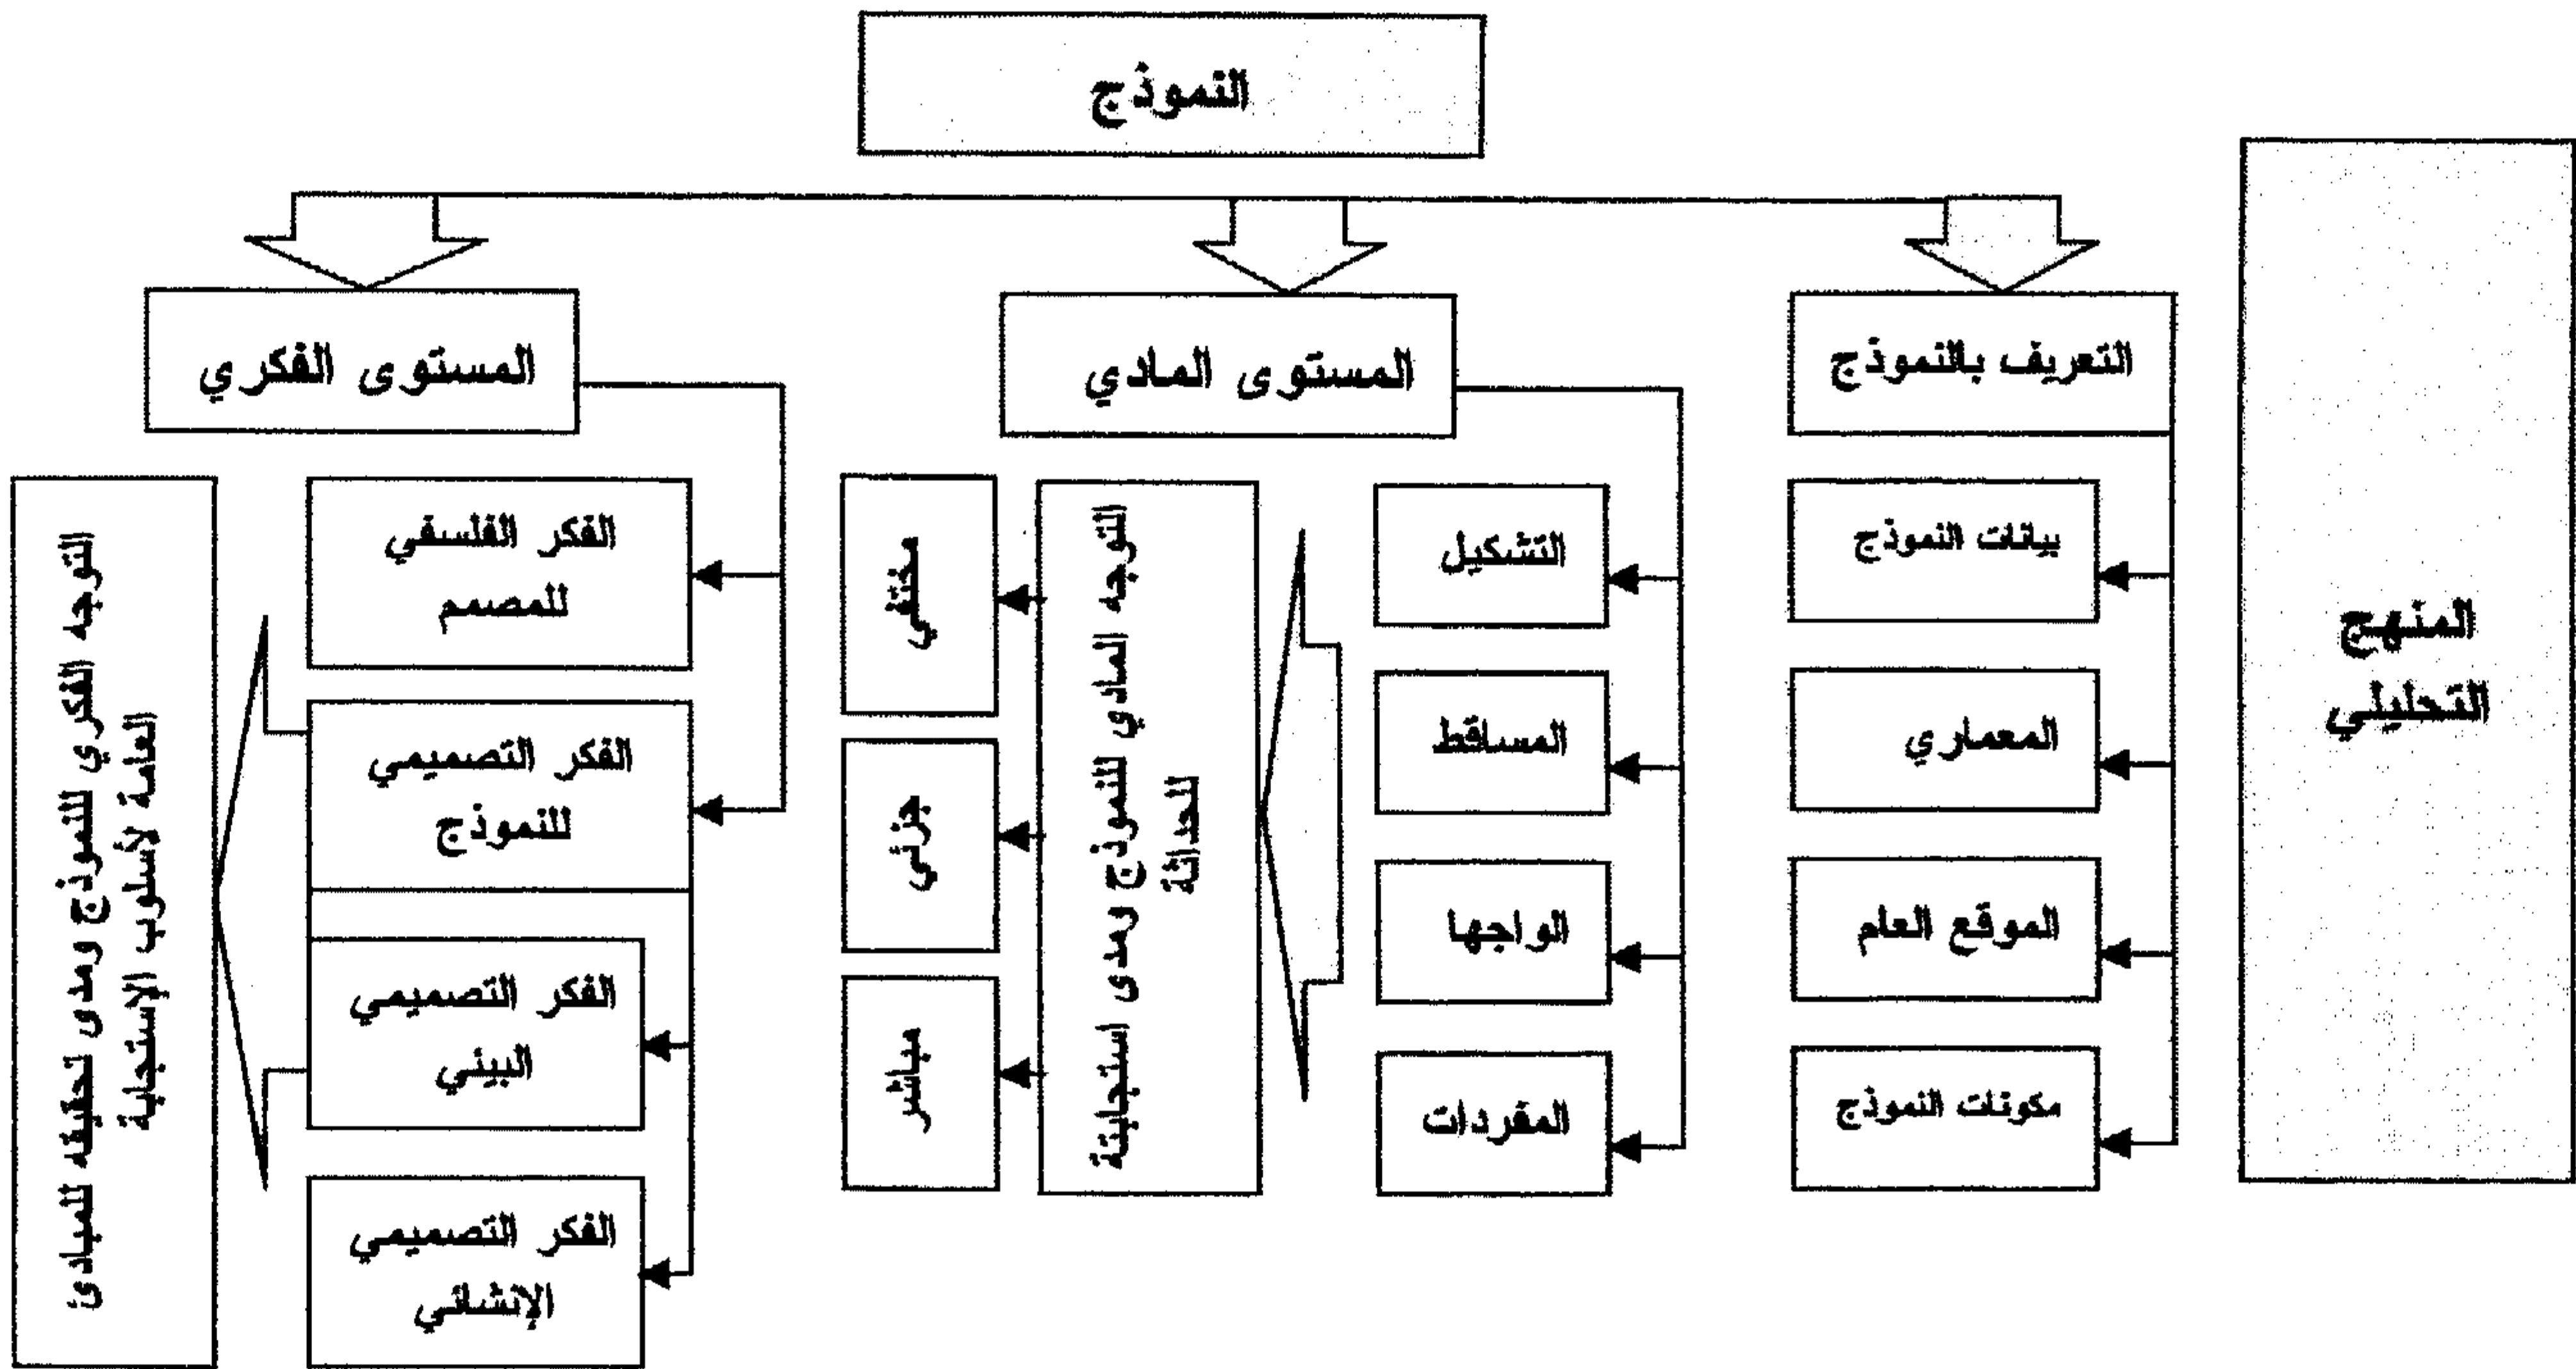 النموذج
المنهج
التحليلي
التعريف بالنموذج
بيانات النموذج
المعماري
الموقع العام
مكونات النموذج
المستوى المادي
التشكيل
المساقط
الواجها
المفردات
التوجه المادي للنموذج ومدى استجابته
للحداثة
مختفي
جزئي
مباشر
المستوى الفكري
الفكر الفلسفي
للمصمم
الفكر التصميمي
للنموذج
الفكر التصميمي
البيئي
الفكر التصميمي
الإنشائي
التوجه الفكري للنموذج ومدى تحقيقه للمبادئ
العامة لأسلوب الإستجابة